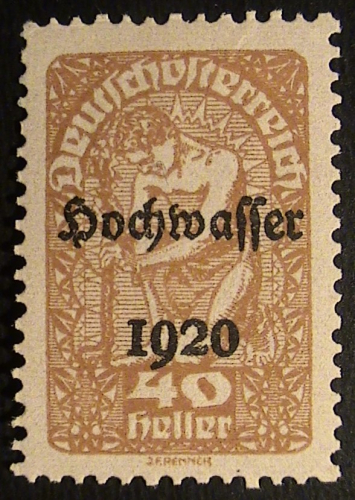 Deutschösterreich
Hochwasser
1920
40
Heller
J.F.RENNER